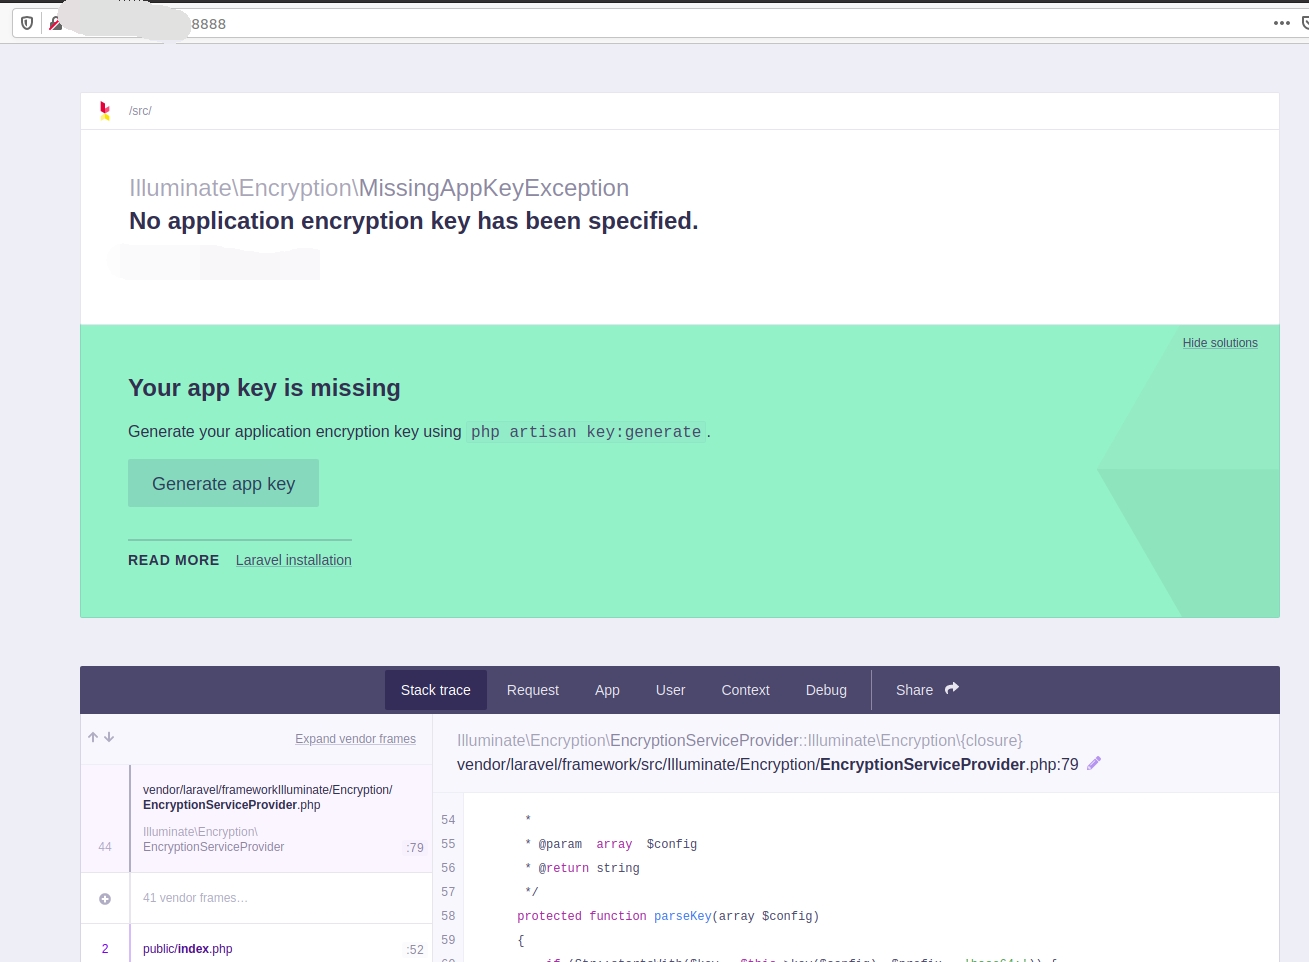 8888
/src/
Illuminate\Encryption\MissingAppKeyException
No application encryption key has been specified.
Hide solutions
Your app key is missing
Generate your application encryption key using php artisan key:generate.
Generate app key
READ MORE Laravel installation
Stack trace Request App User Context Debug Share
Expand vendor frames
vendor/laravel/frameworkIlluminate/Encryption/
EncryptionServiceProvider.php
Illuminate\Encryption\
44 EncryptionServiceProvider :79
41 vendor frames…
2 public/index.php :52
Illuminate\Encryption\EncryptionServiceProvider::Illuminate\Encryption\{closure}
vendor/laravel/framework/src/Illuminate/Encryption/EncryptionServiceProvider.php:79
54 *
55 * @param array $config
56 * @return string
57 */
58 protected function parseKey(array $config)
59 {